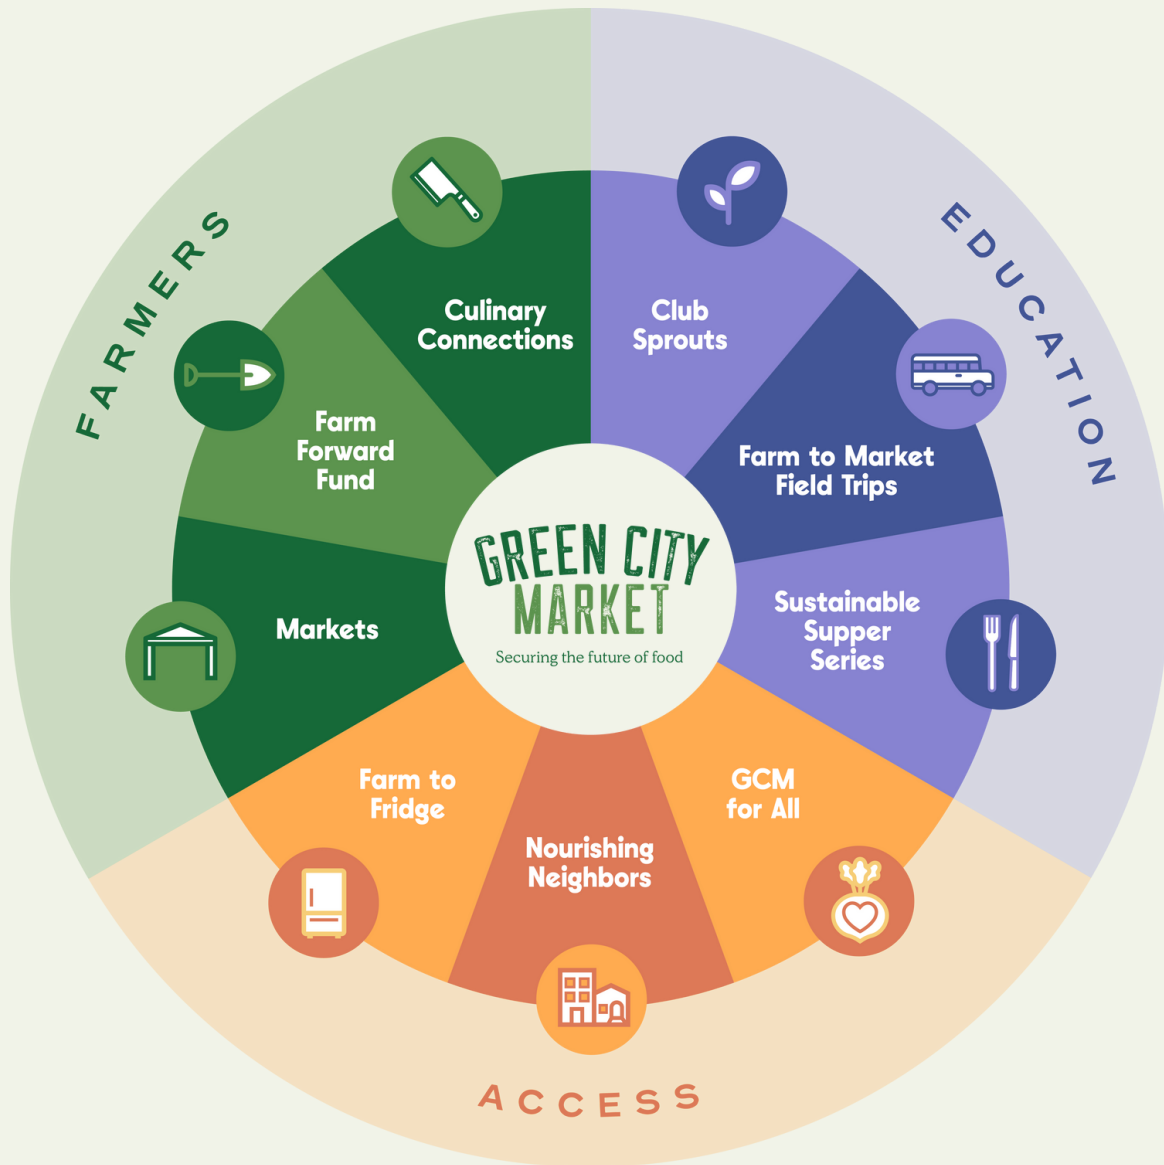 FARMERS
EDUCATION
ACCESS
Culinary
Connections
Club
Sprouts
Farm
Forward
Fund
Farm to Market
Field Trips
Markets
Sustainable
Supper
Series
Farm to
Fridge
Nourishing
Neighbors
GCM
for All
GREEN CITY
MARKET
Securing the future of food